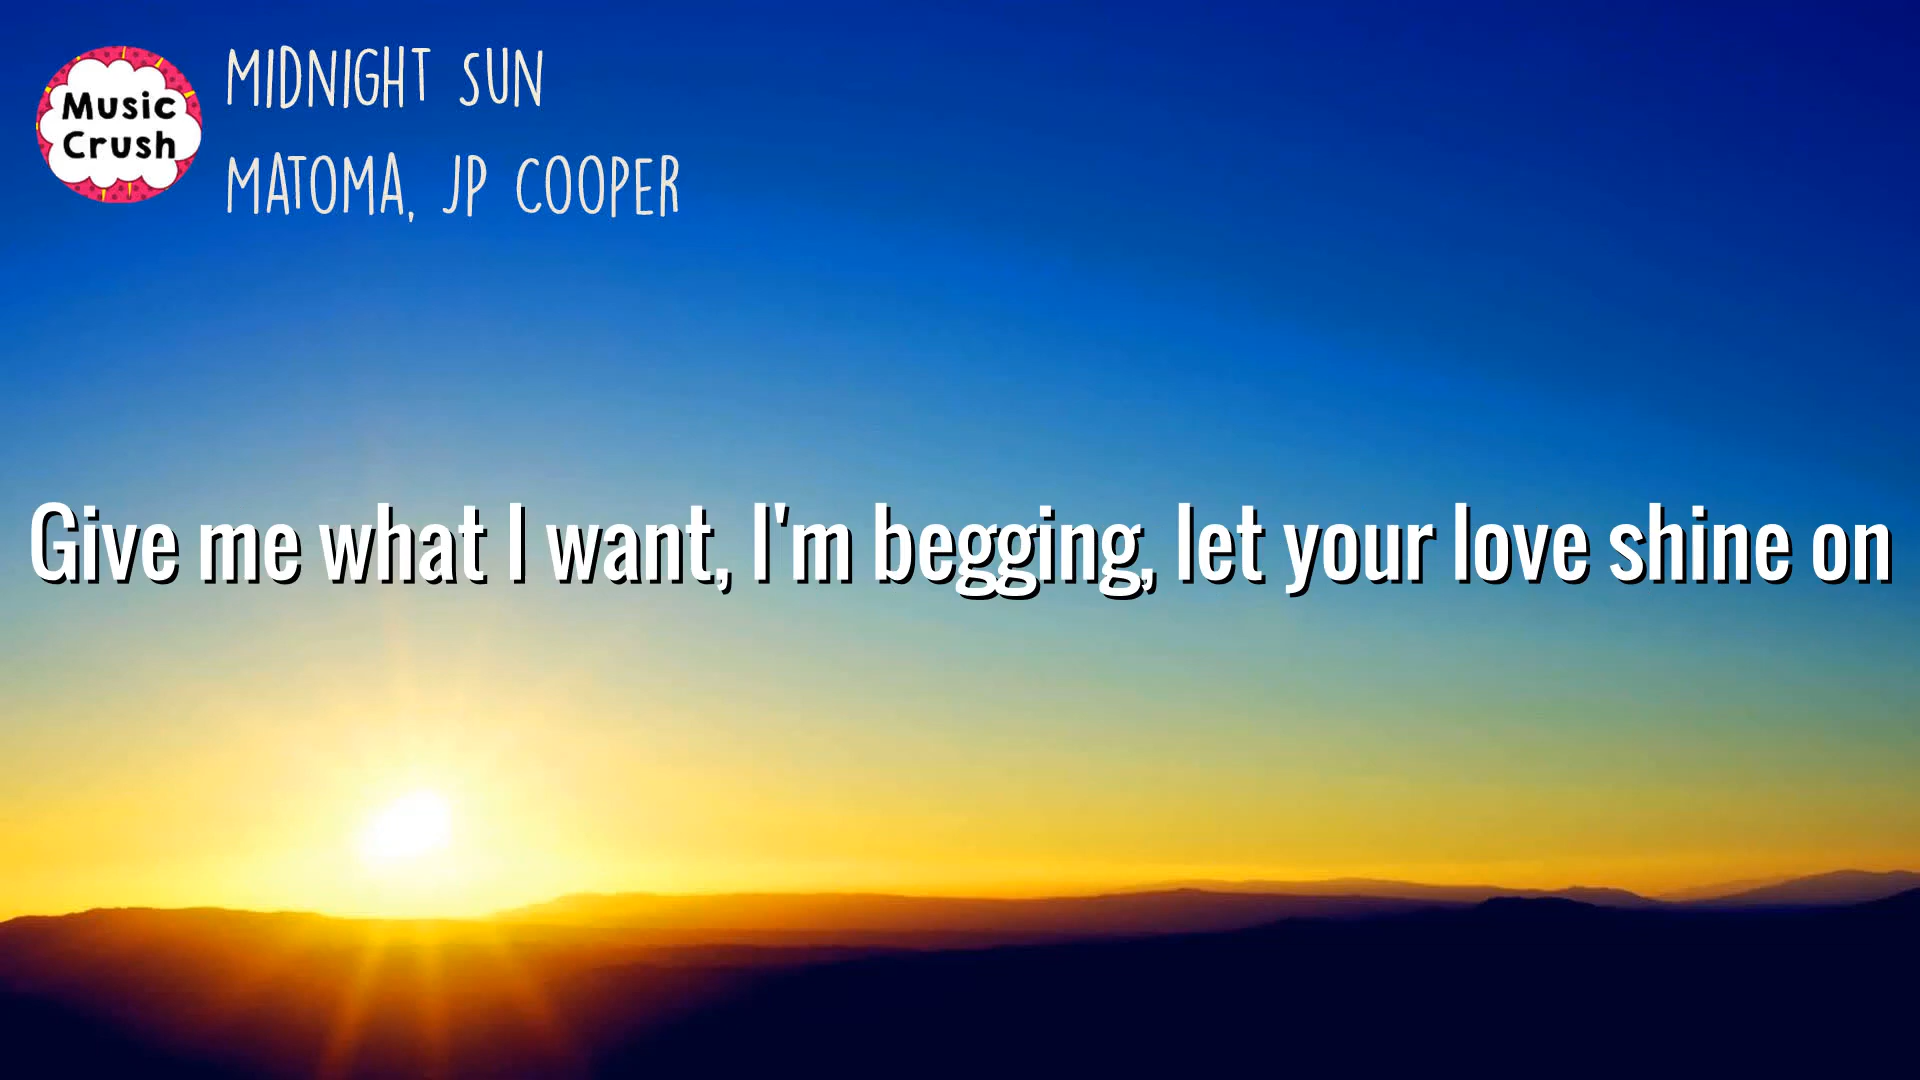 Music
Crush
MIDNIGHT SUN
MATOMA, JP COOPER
Give me what I want, I'm begging, let your love shine on